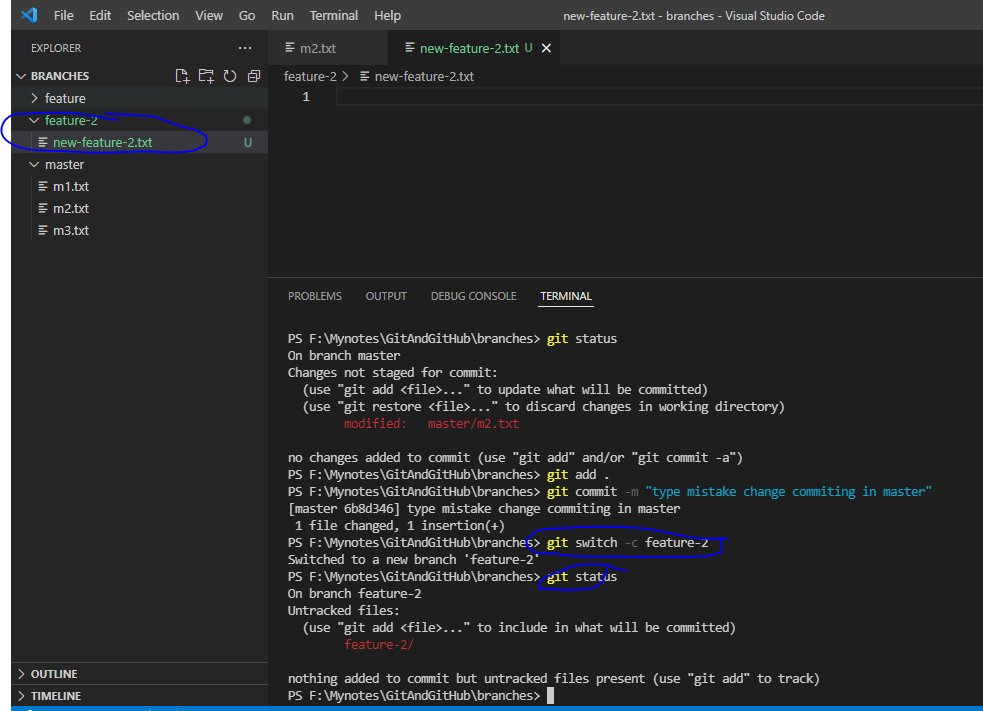 File Edit Selection View Go Run Terminal Help
new-feature-2.txt - branches - Visual Studio Code
EXPLORER
BRANCHES
feature
feature-2
new-feature-2.txt U
master
m1.txt
m2.txt
m3.txt
OUTLINE
TIMELINE
m2.txt
new-feature-2.txt U
feature-2 > new-feature-2.txt
1
PROBLEMS OUTPUT DEBUG CONSOLE TERMINAL
PS F:\Mynotes\GitAndGitHub\branches> git status
On branch master
Changes not staged for commit:
(use "git add <file>..." to update what will be committed)
(use "git restore <file>..." to discard changes in working directory)
modified: master/m2.txt
no changes added to commit (use "git add" and/or "git commit -a")
PS F:\Mynotes\GitAndGitHub\branches> git add .
PS F:\Mynotes\GitAndGitHub\branches> git commit -m "type mistake change commiting in master"
[master 6b8d346] type mistake change commiting in master
1 file changed, 1 insertion(+)
PS F:\Mynotes\GitAndGitHub\branches> git switch -c feature-2
Switched to a new branch 'feature-2'
PS F:\Mynotes\GitAndGitHub\branches> git status
On branch feature-2
Untracked files:
(use "git add <file>..." to include in what will be committed)
feature-2/
nothing added to commit but untracked files present (use "git add" to track)
PS F:\Mynotes\GitAndGitHub\branches>